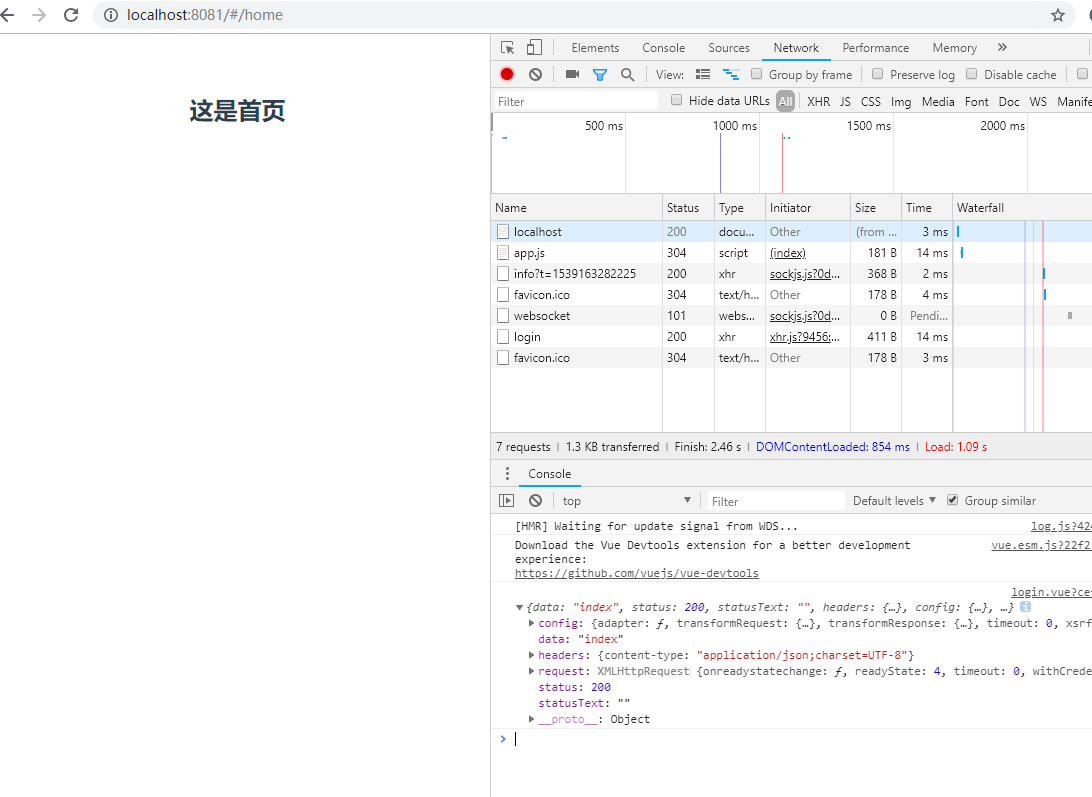 localhost:8081/#/home
这是首页
Elements Console Sources Network Performance Memory »
View: Group by frame Preserve log Disable cache
Filter Hide data URLs All XHR JS CSS Img Media Font Doc WS Manife
500 ms 1000 ms 1500 ms 2000 ms
Name Status Type Initiator Size Time Waterfall
localhost 200 docu... Other (from ... 3 ms
app.js 304 script (index) 181 B 14 ms
info?t=1539163282225 200 xhr sockjs.js?0d... 368 B 2 ms
favicon.ico 304 text/h... Other 178 B 4 ms
websocket 101 webs... sockjs.js?0d... 0 B Pendi...
login 200 xhr xhr.js?9456:... 411 B 14 ms
favicon.ico 304 text/h... Other 178 B 3 ms
7 requests | 1.3 KB transferred | Finish: 2.46 s | DOMContentLoaded: 854 ms | Load: 1.09 s
Console
top Filter Default levels Group similar
[HMR] Waiting for update signal from WDS... log.js?424
Download the Vue Devtools extension for a better development vue.esm.js?22f2
experience:
https://github.com/vuejs/vue-devtools
login.vue?ce
{data: "index", status: 200, statusText: "", headers: {…}, config: {…}, …}
config: {adapter: ƒ, transformRequest: {…}, transformResponse: {…}, timeout: 0, xsrf
data: "index"
headers: {content-type: "application/json;charset=UTF-8"}
request: XMLHttpRequest {onreadystatechange: ƒ, readyState: 4, timeout: 0, withCrede
status: 200
statusText: ""
__proto__: Object